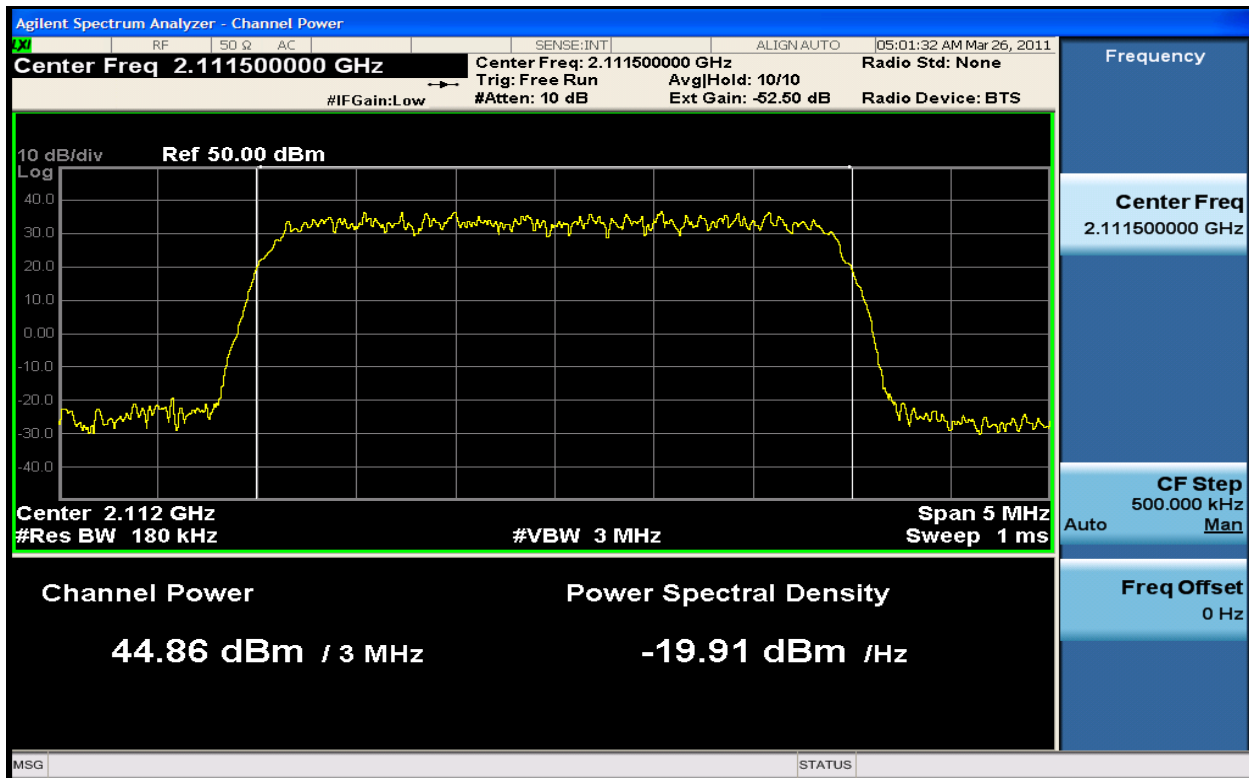 Agilent Spectrum Analyzer - Channel Power
LXI RF 50 Ω AC SENSE:INT ALIGN AUTO 05:01:32 AM Mar 26, 2011
Center Freq 2.111500000 GHz
#IFGain:Low
Center Freq: 2.111500000 GHz
Trig: Free Run Avg|Hold: 10/10
#Atten: 10 dB Ext Gain: -52.50 dB
Radio Std: None
Radio Device: BTS
10 dB/div Ref 50.00 dBm
Log
40.0
30.0
20.0
10.0
0.00
-10.0
-20.0
-30.0
-40.0
Center 2.112 GHz Span 5 MHz
#Res BW 180 kHz #VBW 3 MHz Sweep 1 ms
Channel Power Power Spectral Density
44.86 dBm / 3 MHz -19.91 dBm /Hz
Frequency
Center Freq
2.111500000 GHz
CF Step
500.000 kHz
Auto Man
Freq Offset
0 Hz
MSG STATUS